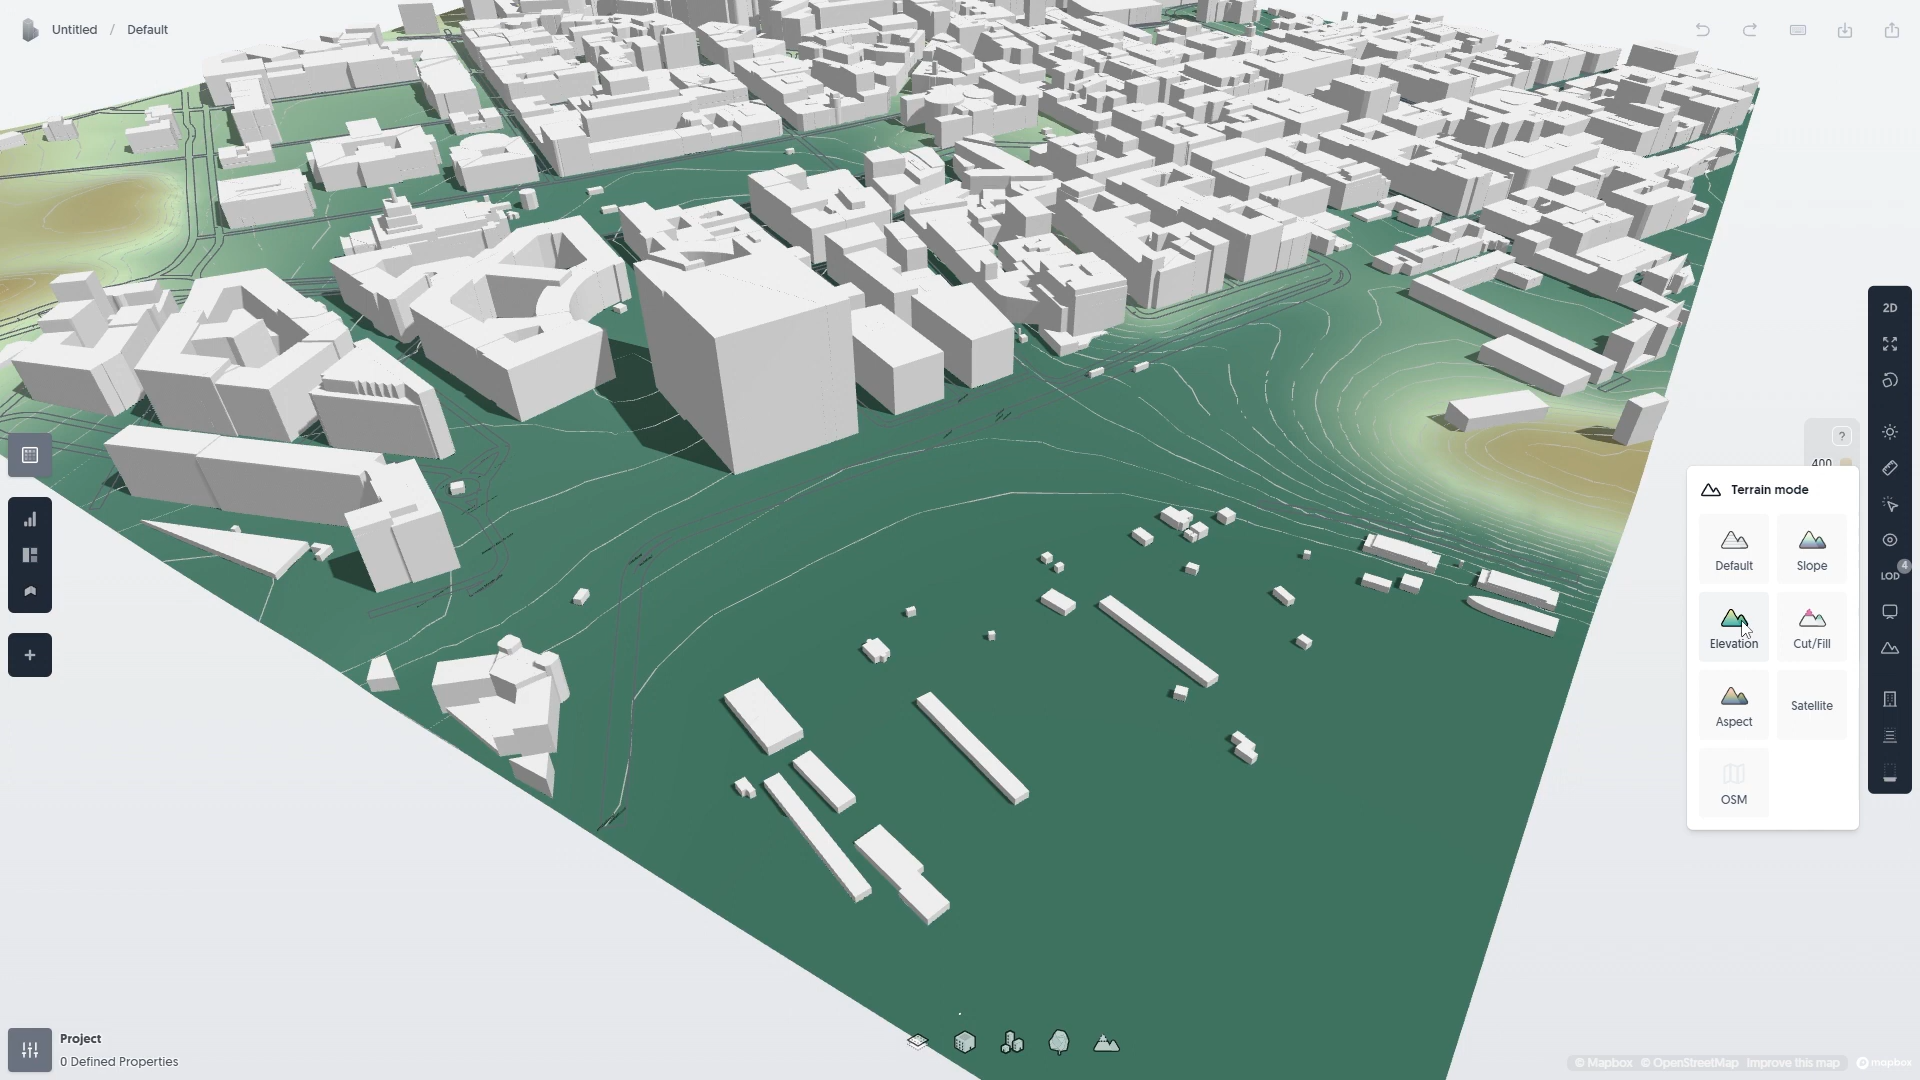 Untitled / Default
2D
?
400
Terrain mode
Default
Slope
Elevation
Cut/Fill
Aspect
Satellite
OSM
LOD
4
+
Project
0 Defined Properties
© Mapbox © OpenStreetMap Improve this map
mapbox